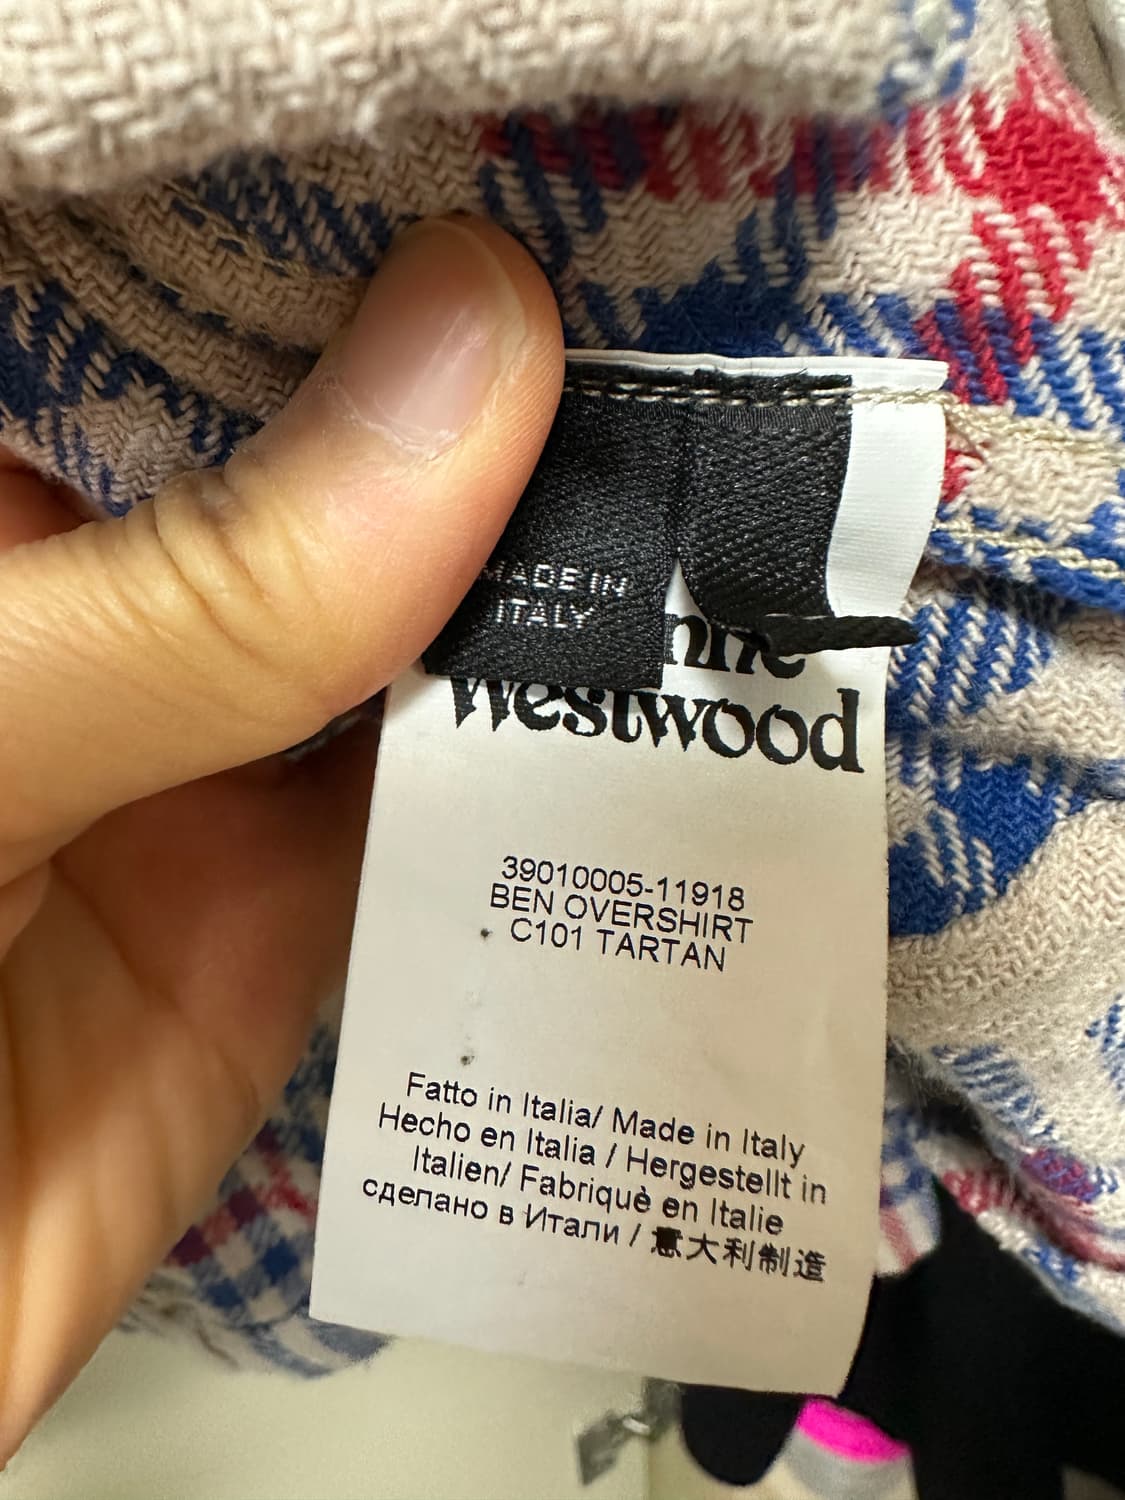 MADE IN
ITALY
Westwood
39010005-11918
BEN OVERSHIRT
C101 TARTAN
Fatto in Italia/ Made in Italy
Hecho en Italia / Hergestellt in
Italien/ Fabriquè en Italie
сделано в Итали / 意大利制造